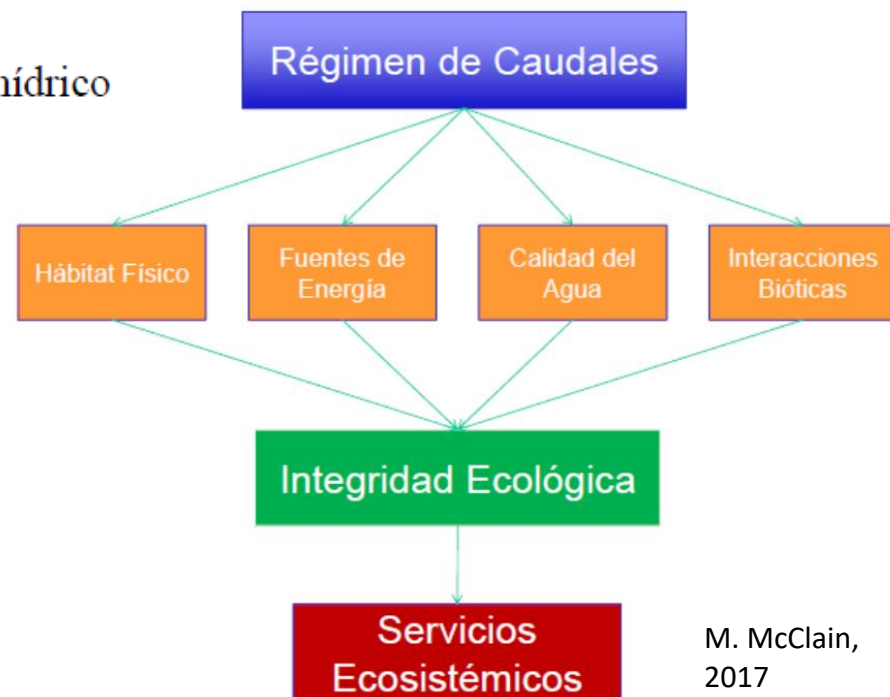 Régimen de Caudales
hídrico
Hábitat Físico
Fuentes de
Energía
Calidad del
Agua
Interacciones
Bióticas
Integridad Ecológica
Servicios
Ecosistémicos
M. McClain,
2017